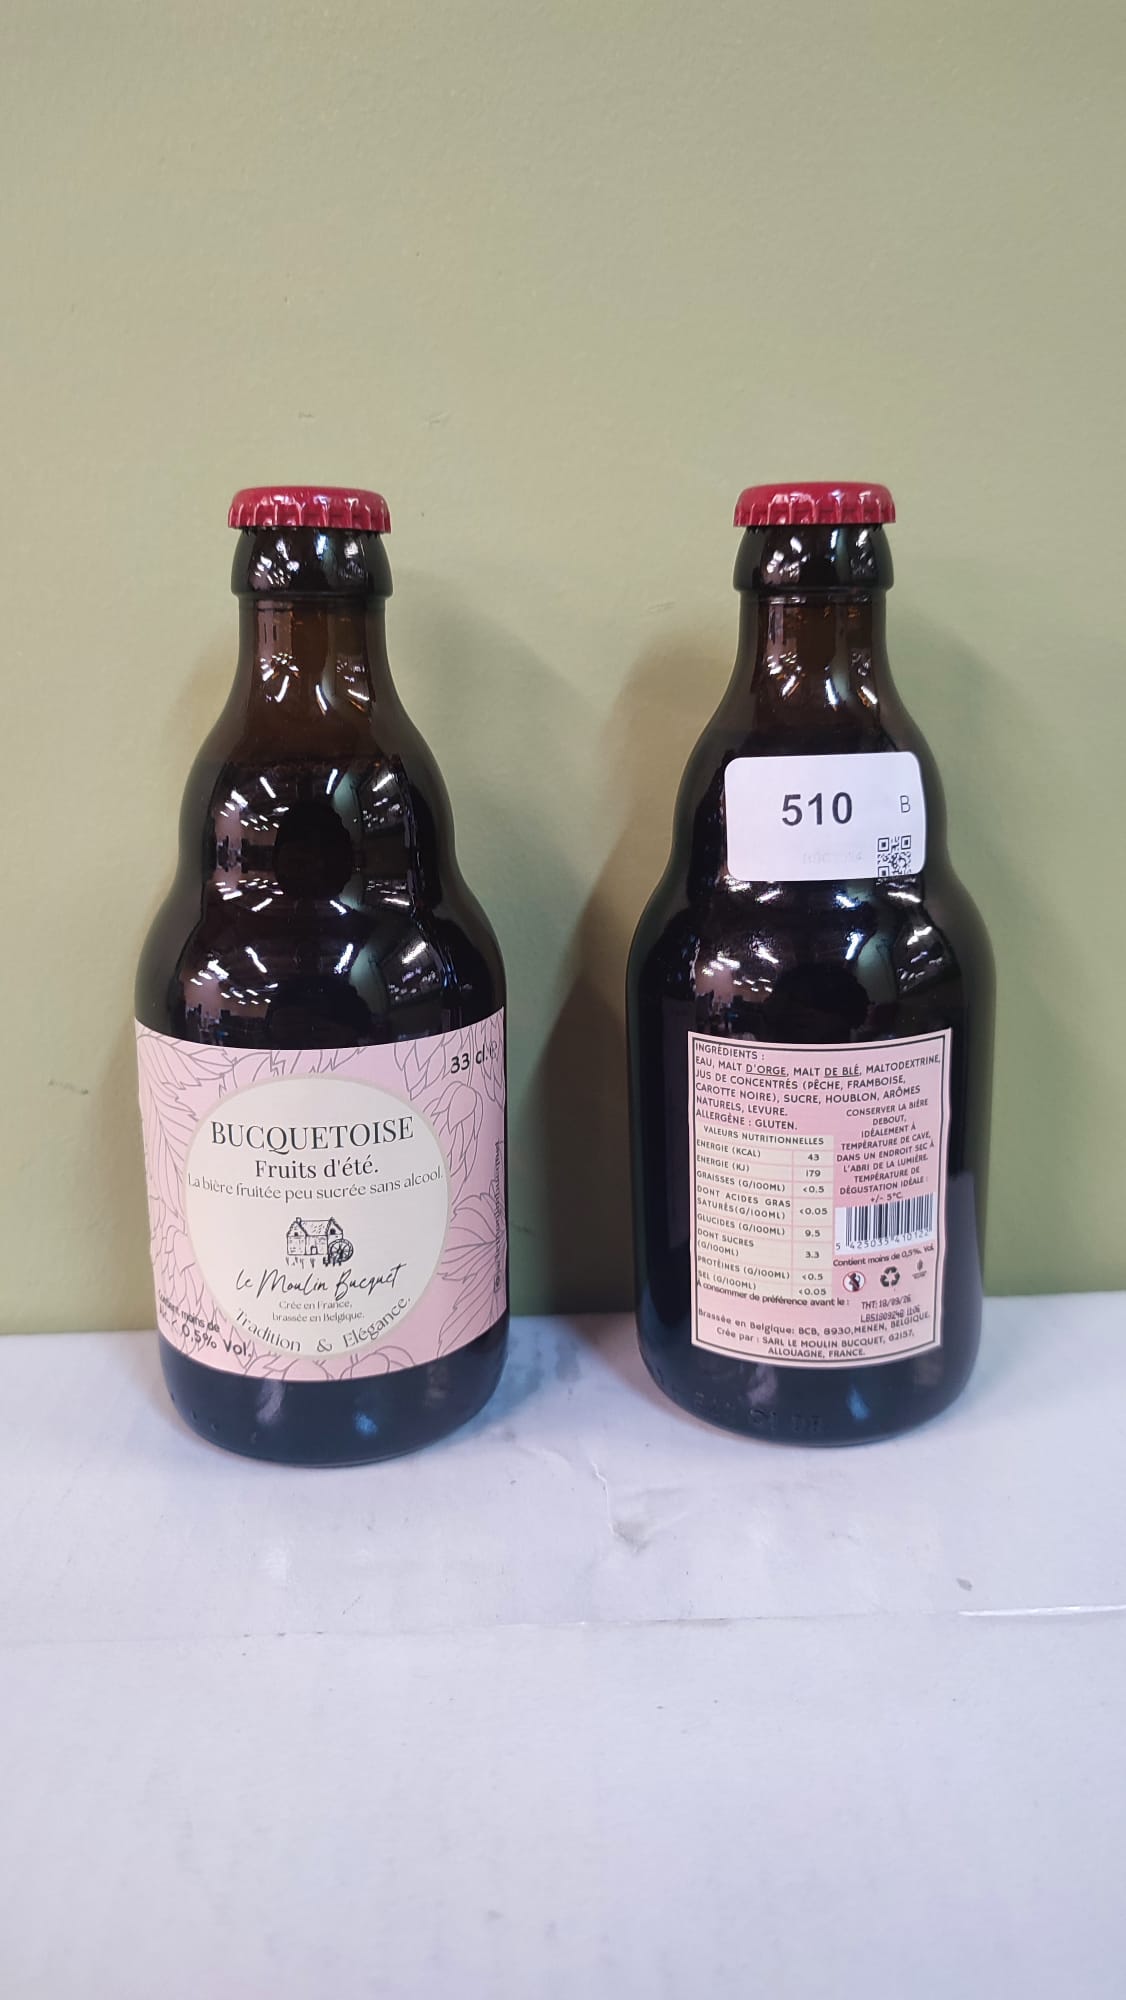 33 cl. e
BUCQUETOISE
Fruits d'été.
La bière fruitée peu sucrée sans alcool.
Le Moulin Bucquet
Crée en France,
brassée en Belgique.
Tradition & Elégance.
contient moins de
0,5% Vol.
510 B
INGRÉDIENTS :
EAU, MALT D'ORGE, MALT DE BLÉ, MALTODEXTRINE,
JUS DE CONCENTRÉS (PÊCHE, FRAMBOISE,
CAROTTE NOIRE), SUCRE, HOUBLON, ARÔMES
NATURELS, LEVURE.
ALLERGÈNE : GLUTEN.
CONSERVER LA BIÈRE
DEBOUT,
IDÉALEMENT À
TEMPÉRATURE DE CAVE,
DANS UN ENDROIT SEC À
L'ABRI DE LA LUMIÈRE.
TEMPÉRATURE DE
DÉGUSTATION IDÉALE :
+/- 5°C.
VALEURS NUTRITIONNELLES
ENERGIE (KCAL) 43
ENERGIE (KJ) 179
GRAISSES (G/100ML) <0.5
DONT ACIDES GRAS
SATURÉS(G/100ML) <0.05
GLUCIDES (G/100ML) 9.5
DONT SUCRES
(G/100ML) 3.3
PROTÉINES (G/100ML) <0.5
SEL (G/100ML) <0.05
Contient moins de 0,5%. Vol.
À consommer de préférence avant le :
THT: 18/09/26
Brassée en Belgique: BCB, 8930,MENEN, BELGIQUE.
Crée par : SARL LE MOULIN BUCQUET, 62157,
ALLOUAGNE, FRANCE.